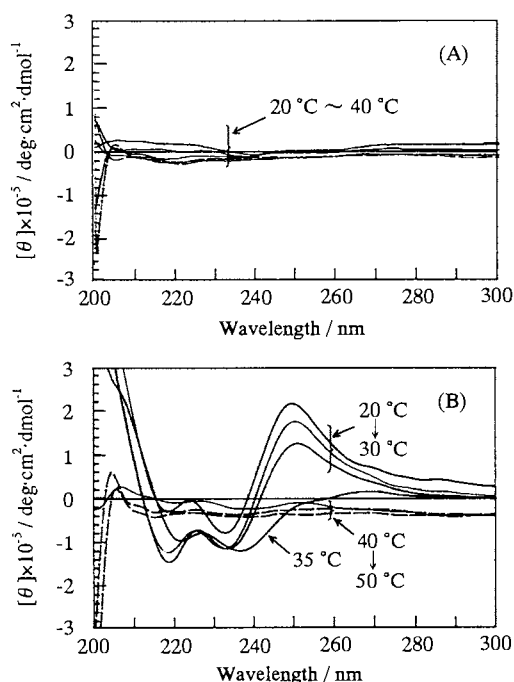 3
2
1
0
-1
-2
-3
[θ]×10⁻⁵ / deg·cm²·dmol⁻¹
(A)
20 °C ～ 40 °C
200 220 240 260 280 300
Wavelength / nm
3
2
1
0
-1
-2
-3
[θ]×10⁻⁵ / deg·cm²·dmol⁻¹
(B)
20 °C
↓
30 °C
35 °C
40 °C
↓
50 °C
200 220 240 260 280 300
Wavelength / nm